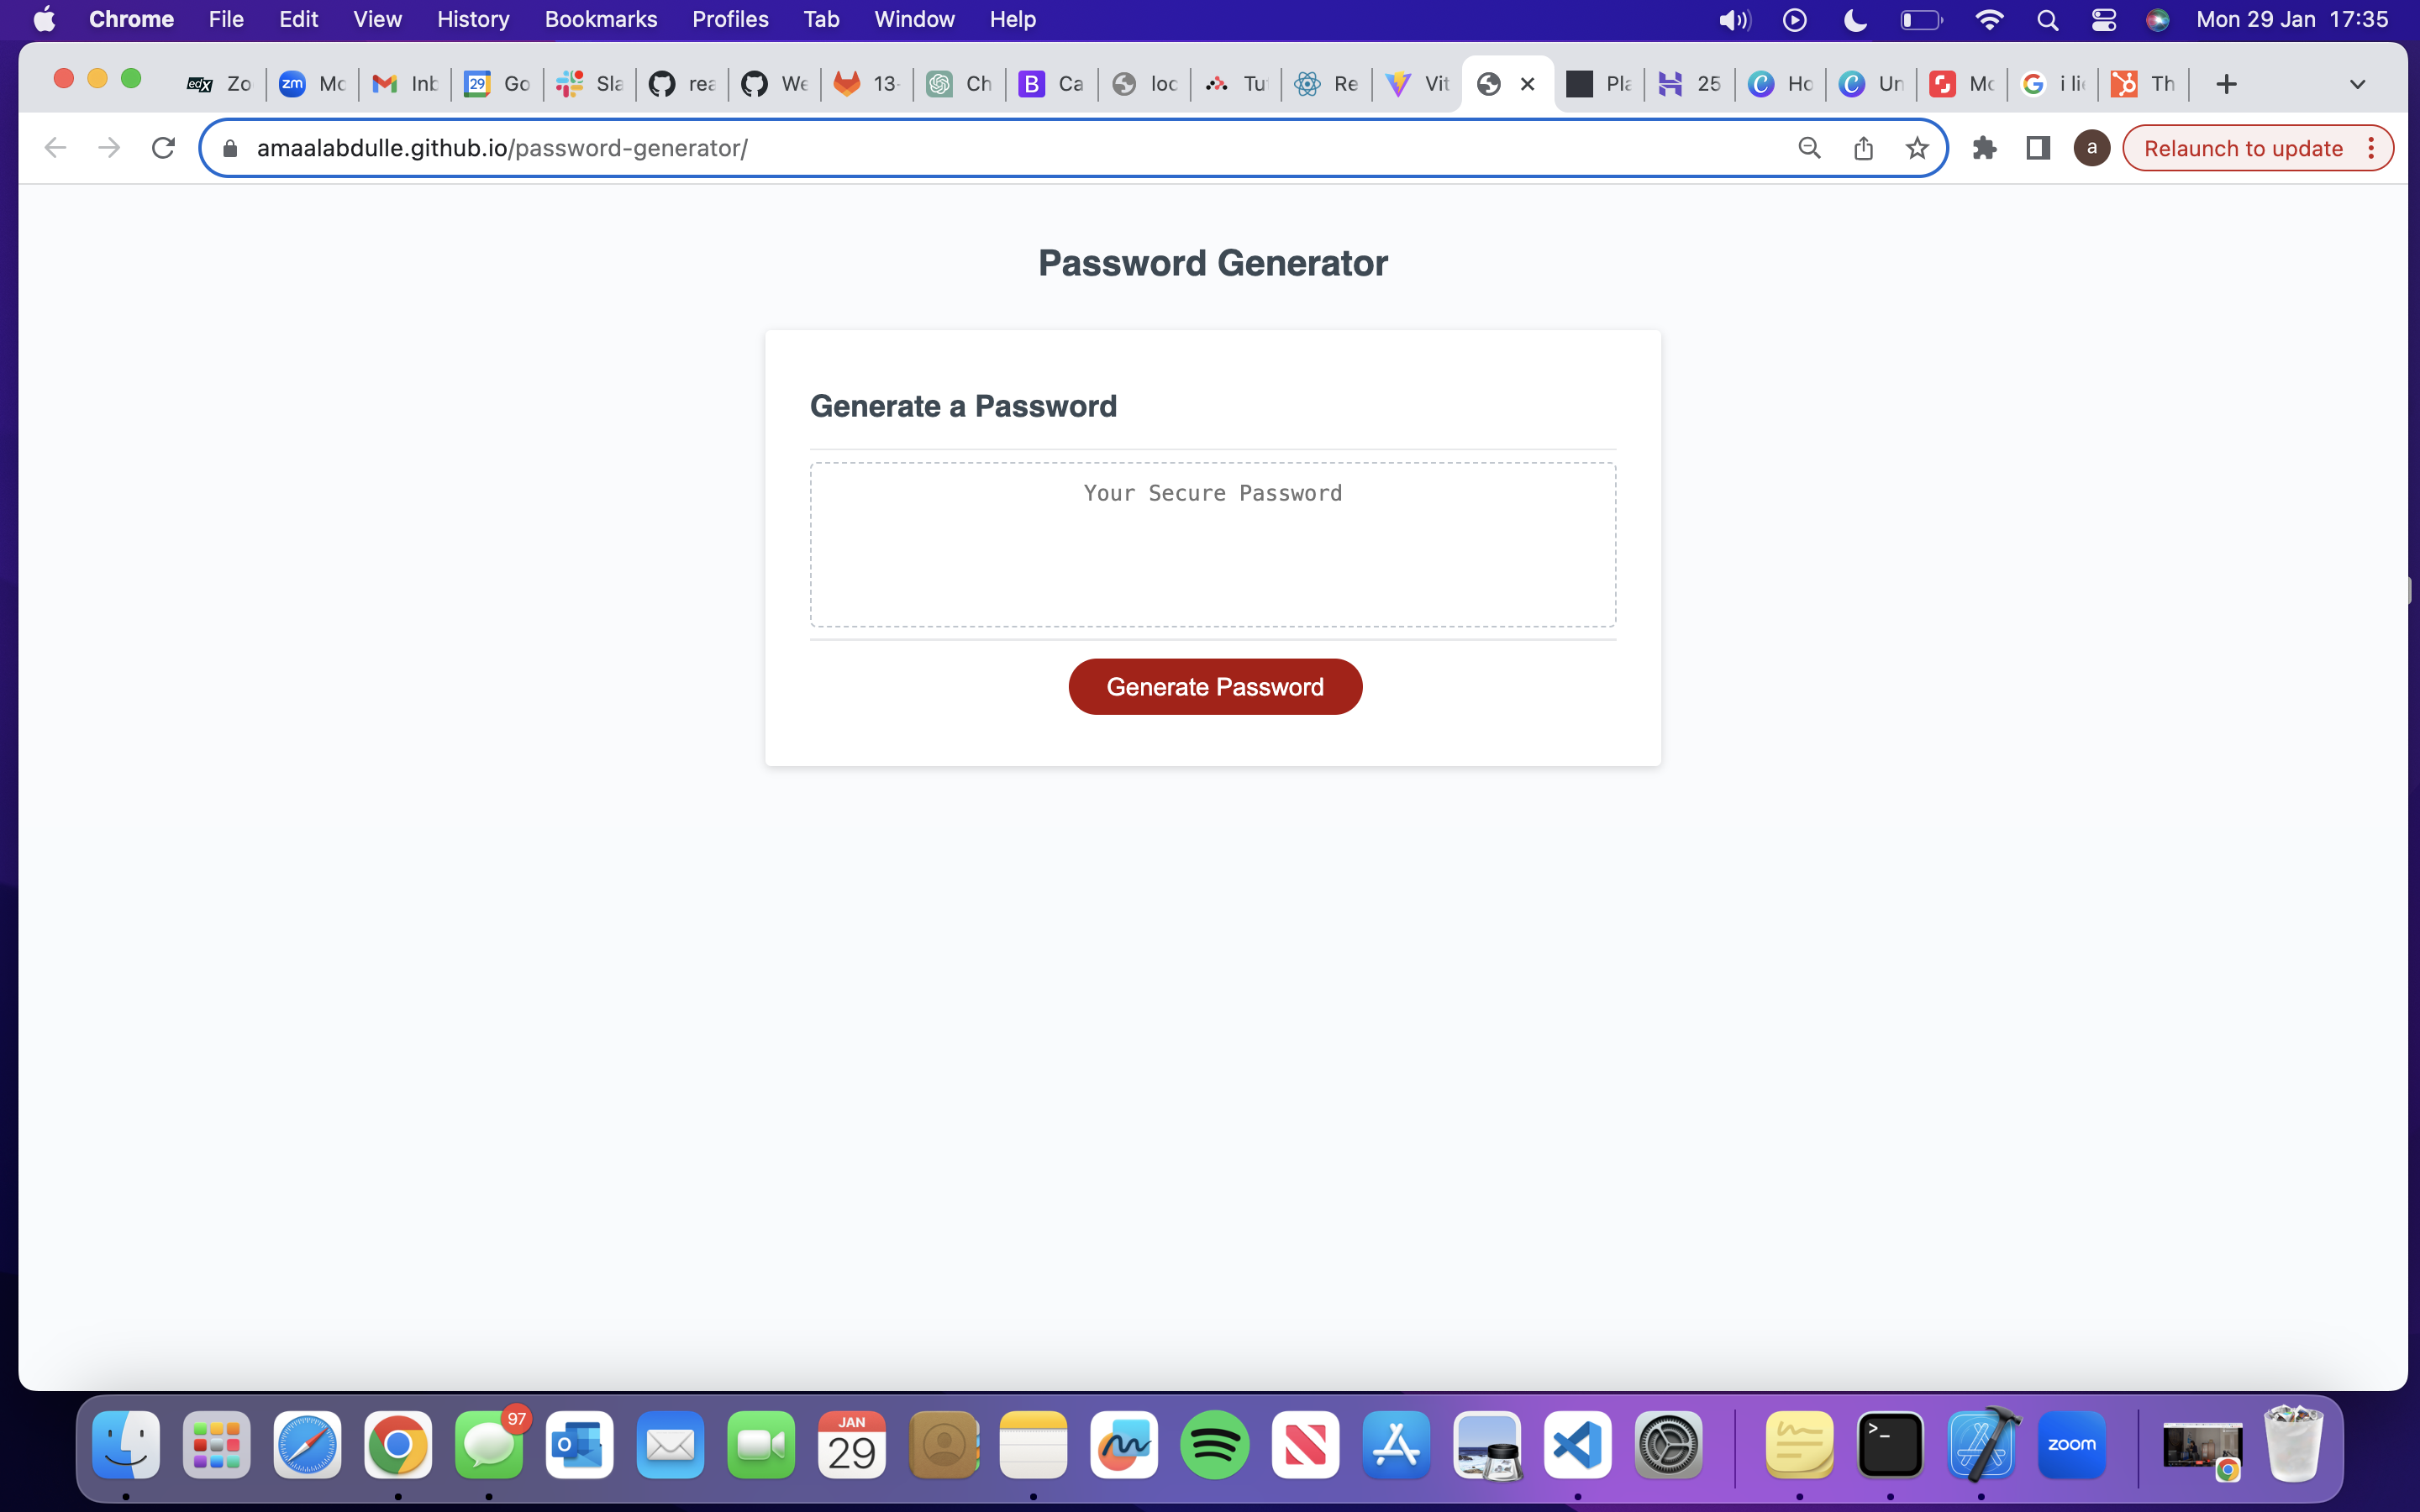 Chrome File Edit View History Bookmarks Profiles Tab Window Help Mon 29 Jan 17:35
edX Zo zm Mc Inb 29 Go Sla rea We 13- Ch B Ca loc Tu Re Vit Pla 25 Ho Un Mc i li Th
amaalabdulle.github.io/password-generator/ a Relaunch to update
Password Generator
Generate a Password
Your Secure Password
Generate Password
97
JAN
29
zoom